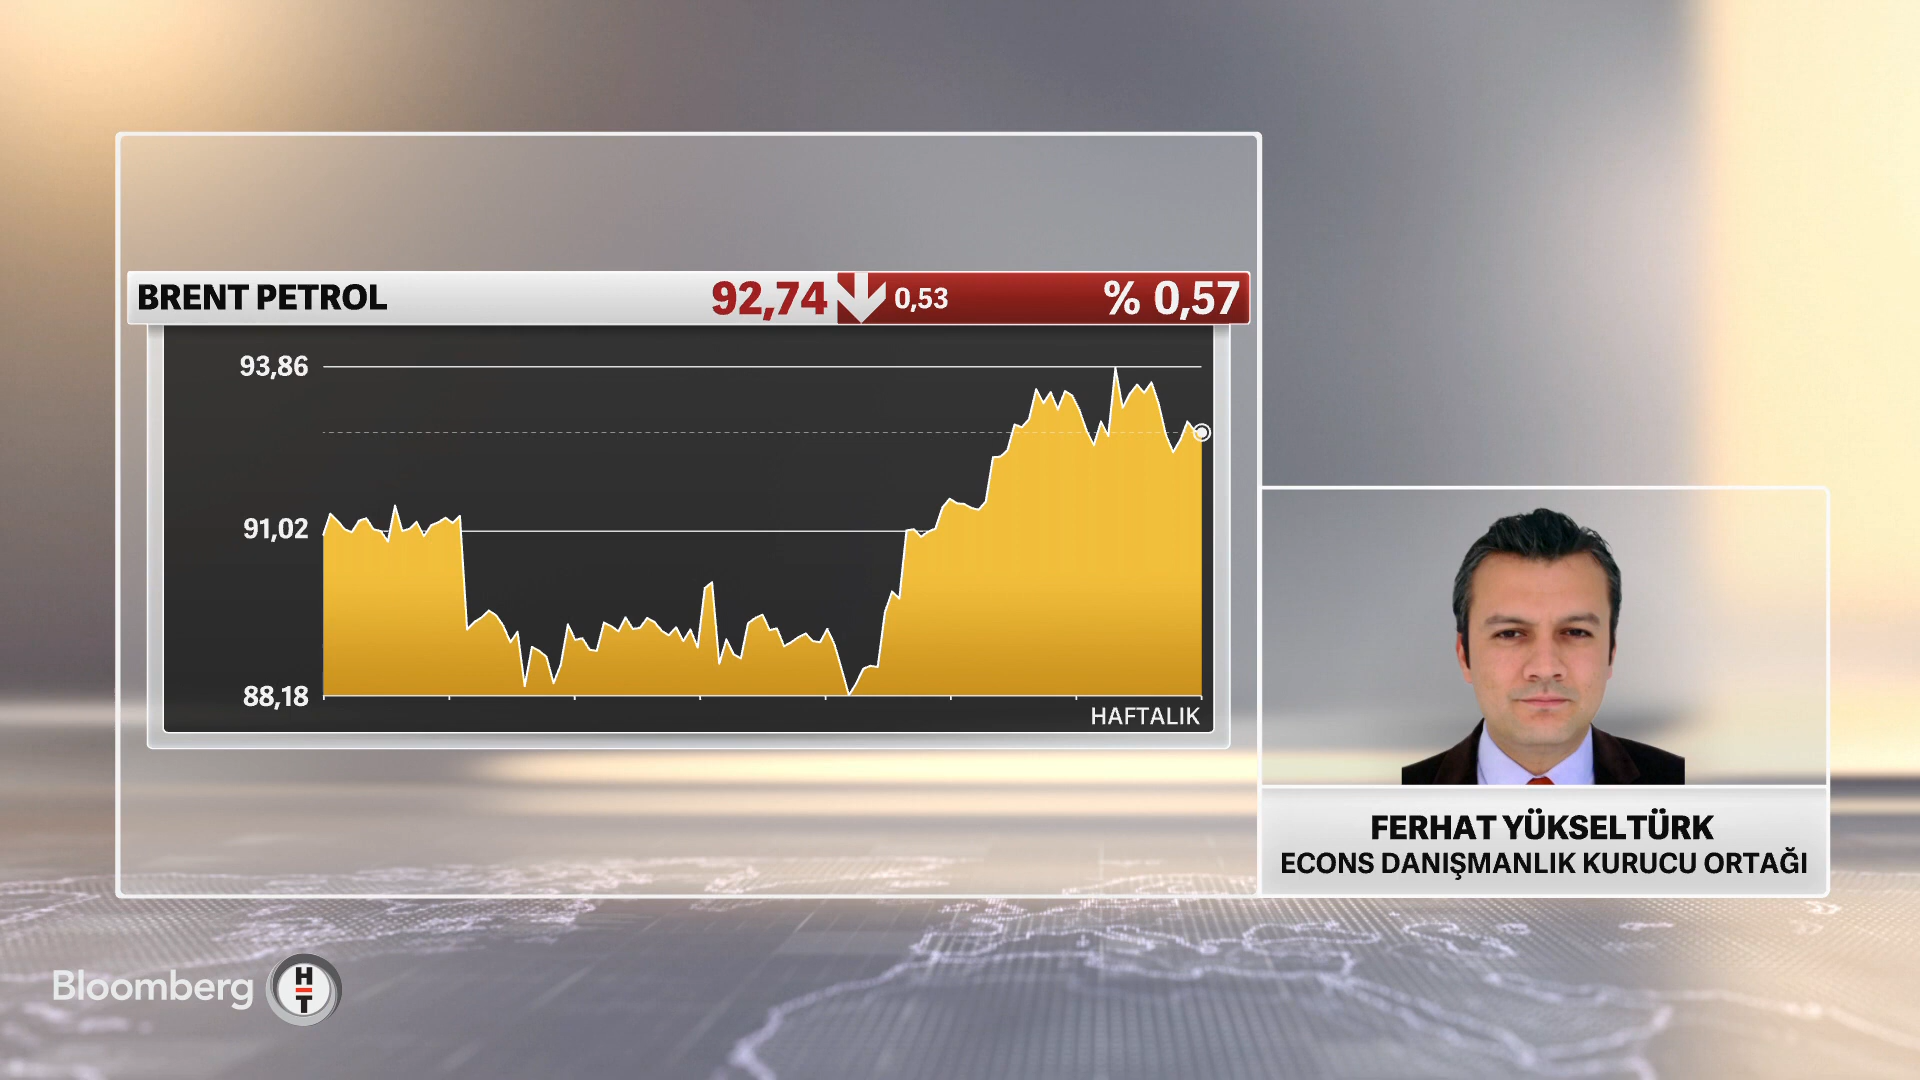 BRENT PETROL 92,74 0,53 % 0,57
93,86
91,02
88,18
HAFTALIK
FERHAT YÜKSELTÜRK
ECONS DANIŞMANLIK KURUCU ORTAĞI
Bloomberg HT